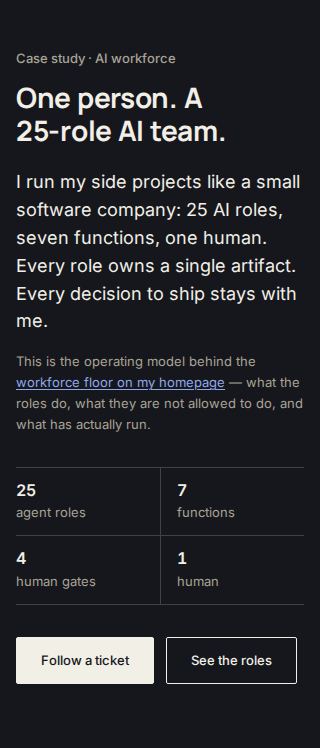 Case study · AI workforce
One person. A
25-role AI team.
I run my side projects like a small
software company: 25 AI roles,
seven functions, one human.
Every role owns a single artifact.
Every decision to ship stays with
me.
This is the operating model behind the
workforce floor on my homepage — what the
roles do, what they are not allowed to do, and
what has actually run.
25
agent roles
7
functions
4
human gates
1
human
Follow a ticket
See the roles